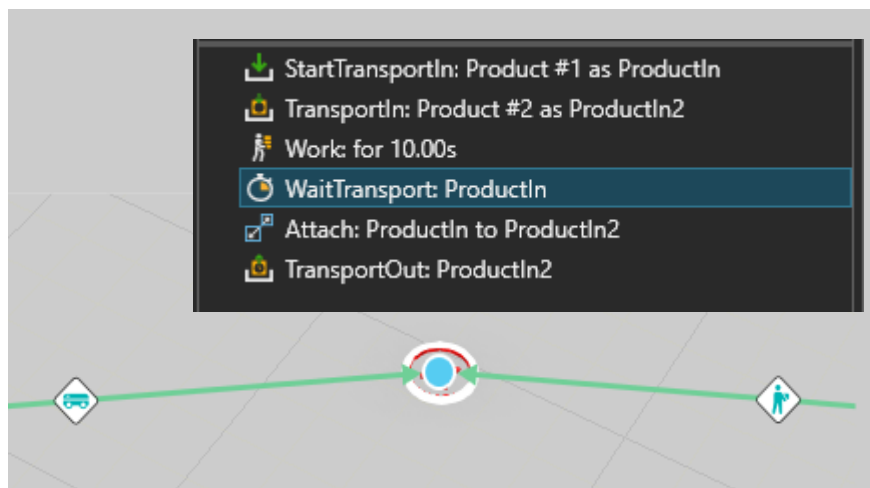 StartTransportIn: Product #1 as ProductIn
TransportIn: Product #2 as ProductIn2
Work: for 10.00s
WaitTransport: ProductIn
Attach: ProductIn to ProductIn2
TransportOut: ProductIn2